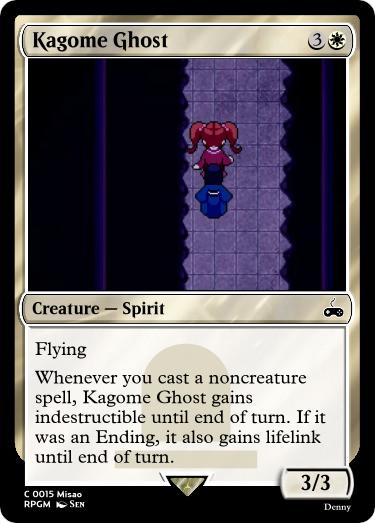 Kagome Ghost 3
Creature — Spirit
Flying
Whenever you cast a noncreature
spell, Kagome Ghost gains
indestructible until end of turn. If it
was an Ending, it also gains lifelink
until end of turn.
3/3
C 0015 Misao
RPGM SEN
Denny